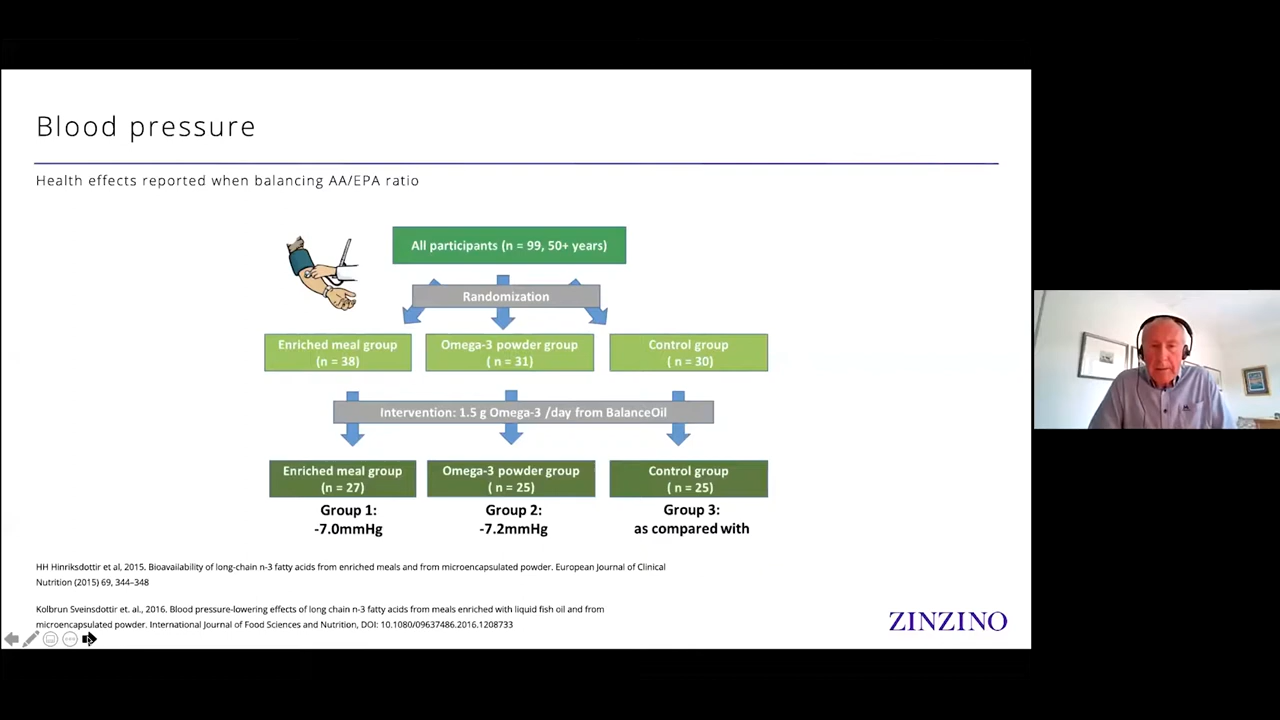 Blood pressure
Health effects reported when balancing AA/EPA ratio
All participants (n = 99, 50+ years)
Randomization
Enriched meal group
(n = 38)
Omega-3 powder group
( n = 31)
Control group
( n = 30)
Intervention: 1.5 g Omega-3 /day from BalanceOil
Enriched meal group
(n = 27)
Omega-3 powder group
( n = 25)
Control group
( n = 25)
Group 1:
-7.0mmHg
Group 2:
-7.2mmHg
Group 3:
as compared with
HH Hinriksdottir et al, 2015. Bioavailability of long-chain n-3 fatty acids from enriched meals and from microencapsulated powder. European Journal of Clinical
Nutrition (2015) 69, 344–348
Kolbrun Sveinsdottir et. al., 2016. Blood pressure-lowering effects of long chain n-3 fatty acids from meals enriched with liquid fish oil and from
microencapsulated powder. International Journal of Food Sciences and Nutrition, DOI: 10.1080/09637486.2016.1208733
ZINZINO